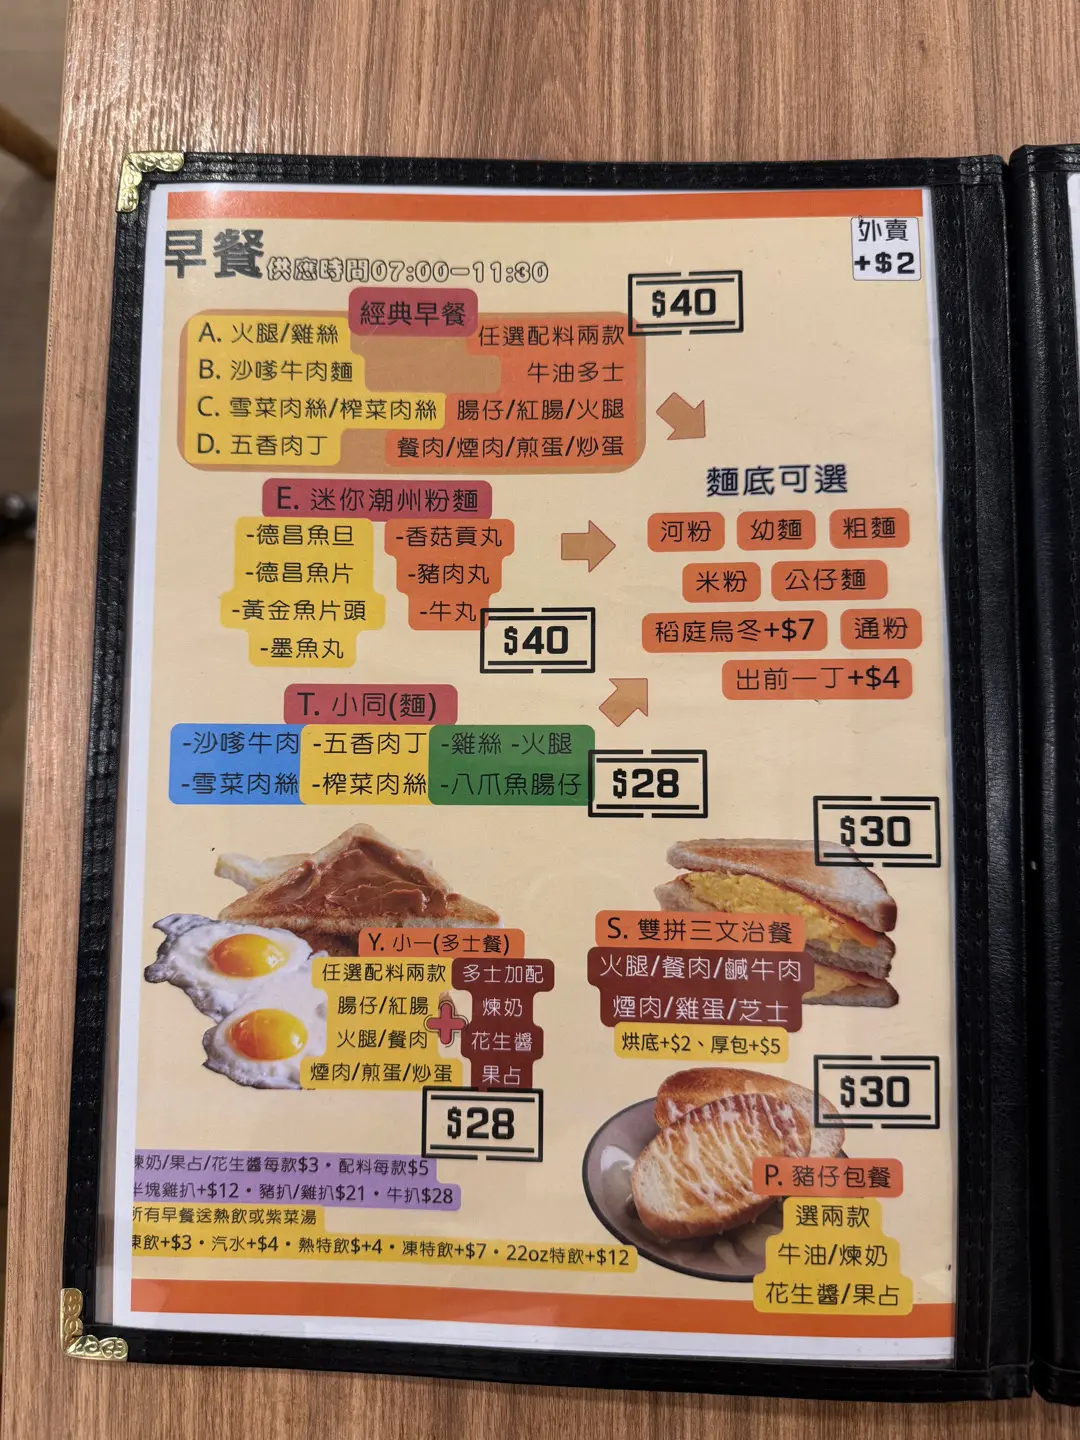 早餐
供應時間07:00-11:30
外賣
+$2
經典早餐
$40
A. 火腿/雞絲
B. 沙嗲牛肉麵
C. 雪菜肉絲/榨菜肉絲
D. 五香肉丁
任選配料兩款
牛油多士
腸仔/紅腸/火腿
餐肉/煙肉/煎蛋/炒蛋
E. 迷你潮州粉麵
-德昌魚旦
-德昌魚片
-黃金魚片頭
-墨魚丸
-香菇貢丸
-豬肉丸
-牛丸
$40
麵底可選
河粉 幼麵 粗麵
米粉 公仔麵
稻庭烏冬+$7 通粉
出前一丁+$4
T. 小同(麵)
-沙嗲牛肉 -五香肉丁 -雞絲 -火腿
-雪菜肉絲 -榨菜肉絲 -八爪魚腸仔
$28
Y. 小一(多士餐)
任選配料兩款
腸仔/紅腸
火腿/餐肉
煙肉/煎蛋/炒蛋
多士加配
煉奶
花生醬
果占
$28
$30
S. 雙拼三文治餐
火腿/餐肉/鹹牛肉
煙肉/雞蛋/芝士
烘底+$2、厚包+$5
$30
P. 豬仔包餐
選兩款
牛油/煉奶
花生醬/果占
煉奶/果占/花生醬每款$3・配料每款$5
半塊雞扒+$12・豬扒/雞扒$21・牛扒$28
所有早餐送熱飲或紫菜湯
凍飲+$3・汽水+$4・熱特飲$+4・凍特飲+$7・22oz特飲+$12